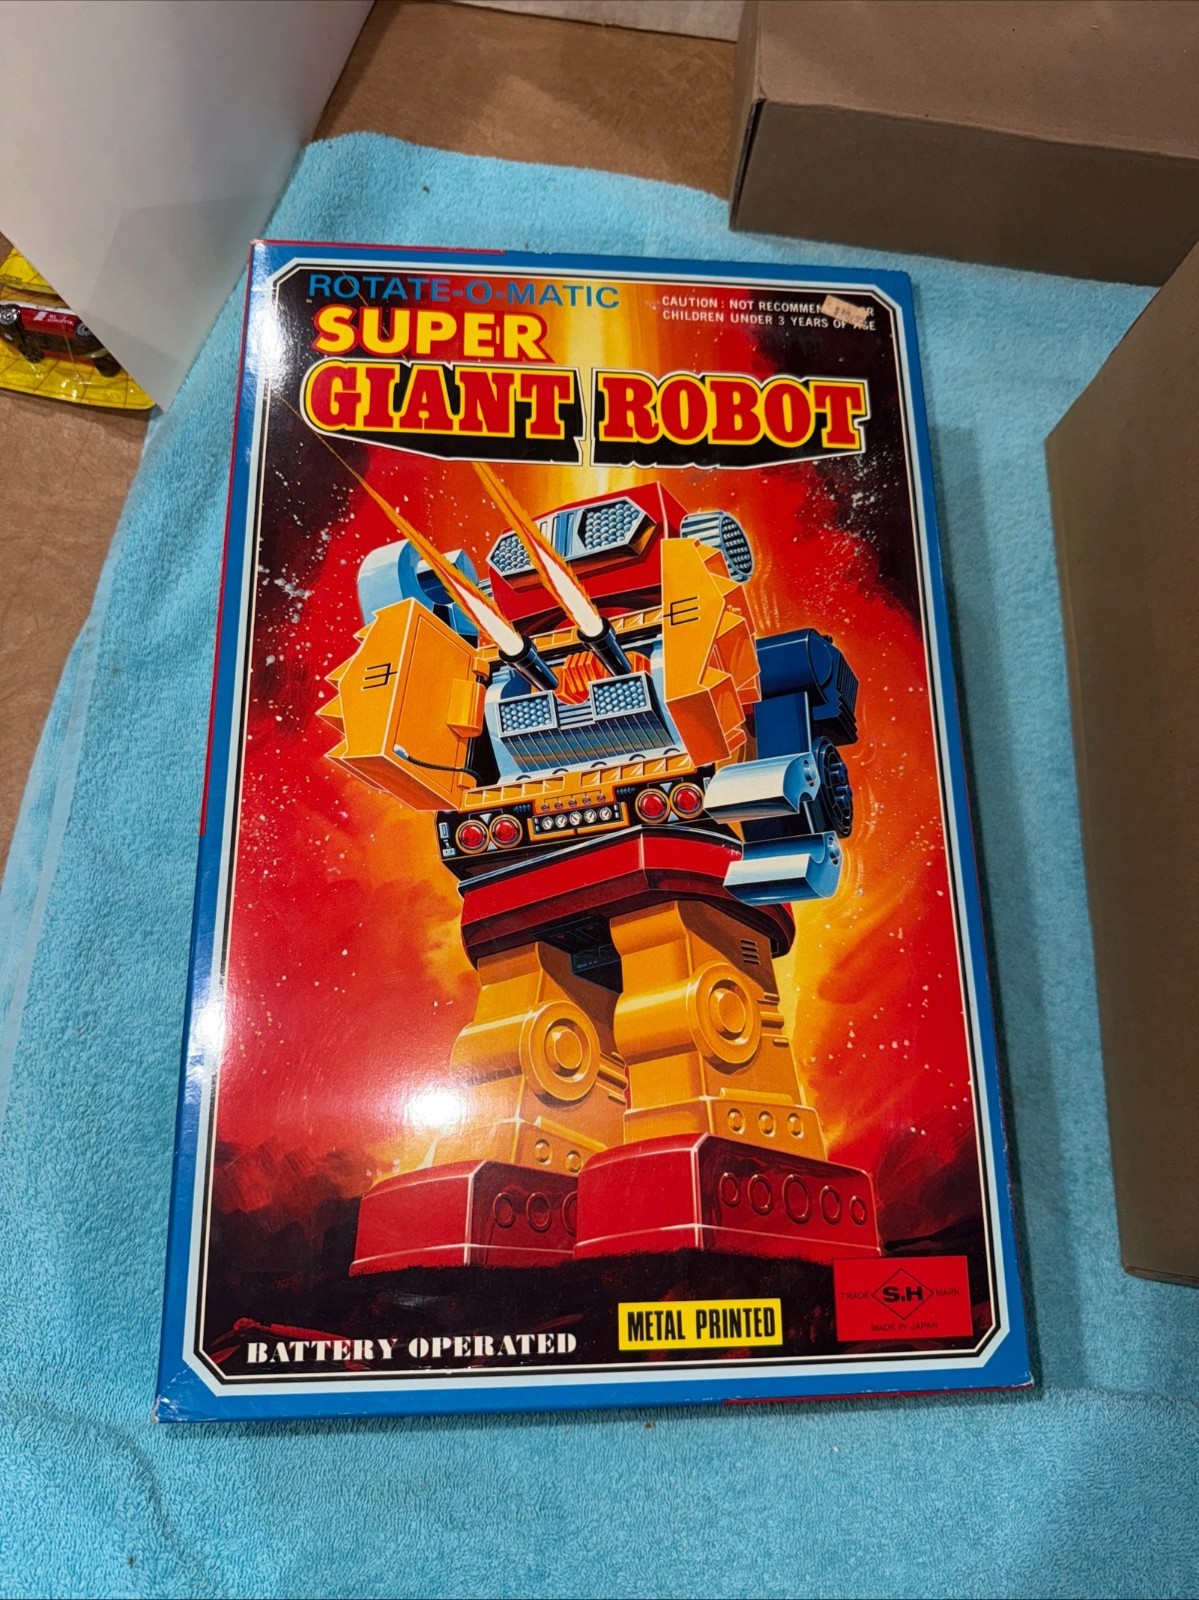 ROTATE-O-MATIC
SUPER
GIANT ROBOT
CAUTION: NOT
CHILDREN UNDER 3 YEARS OF AGE
BATTERY OPERATED
METAL PRINTED
TRADE S.H MARK
MADE IN JAPAN